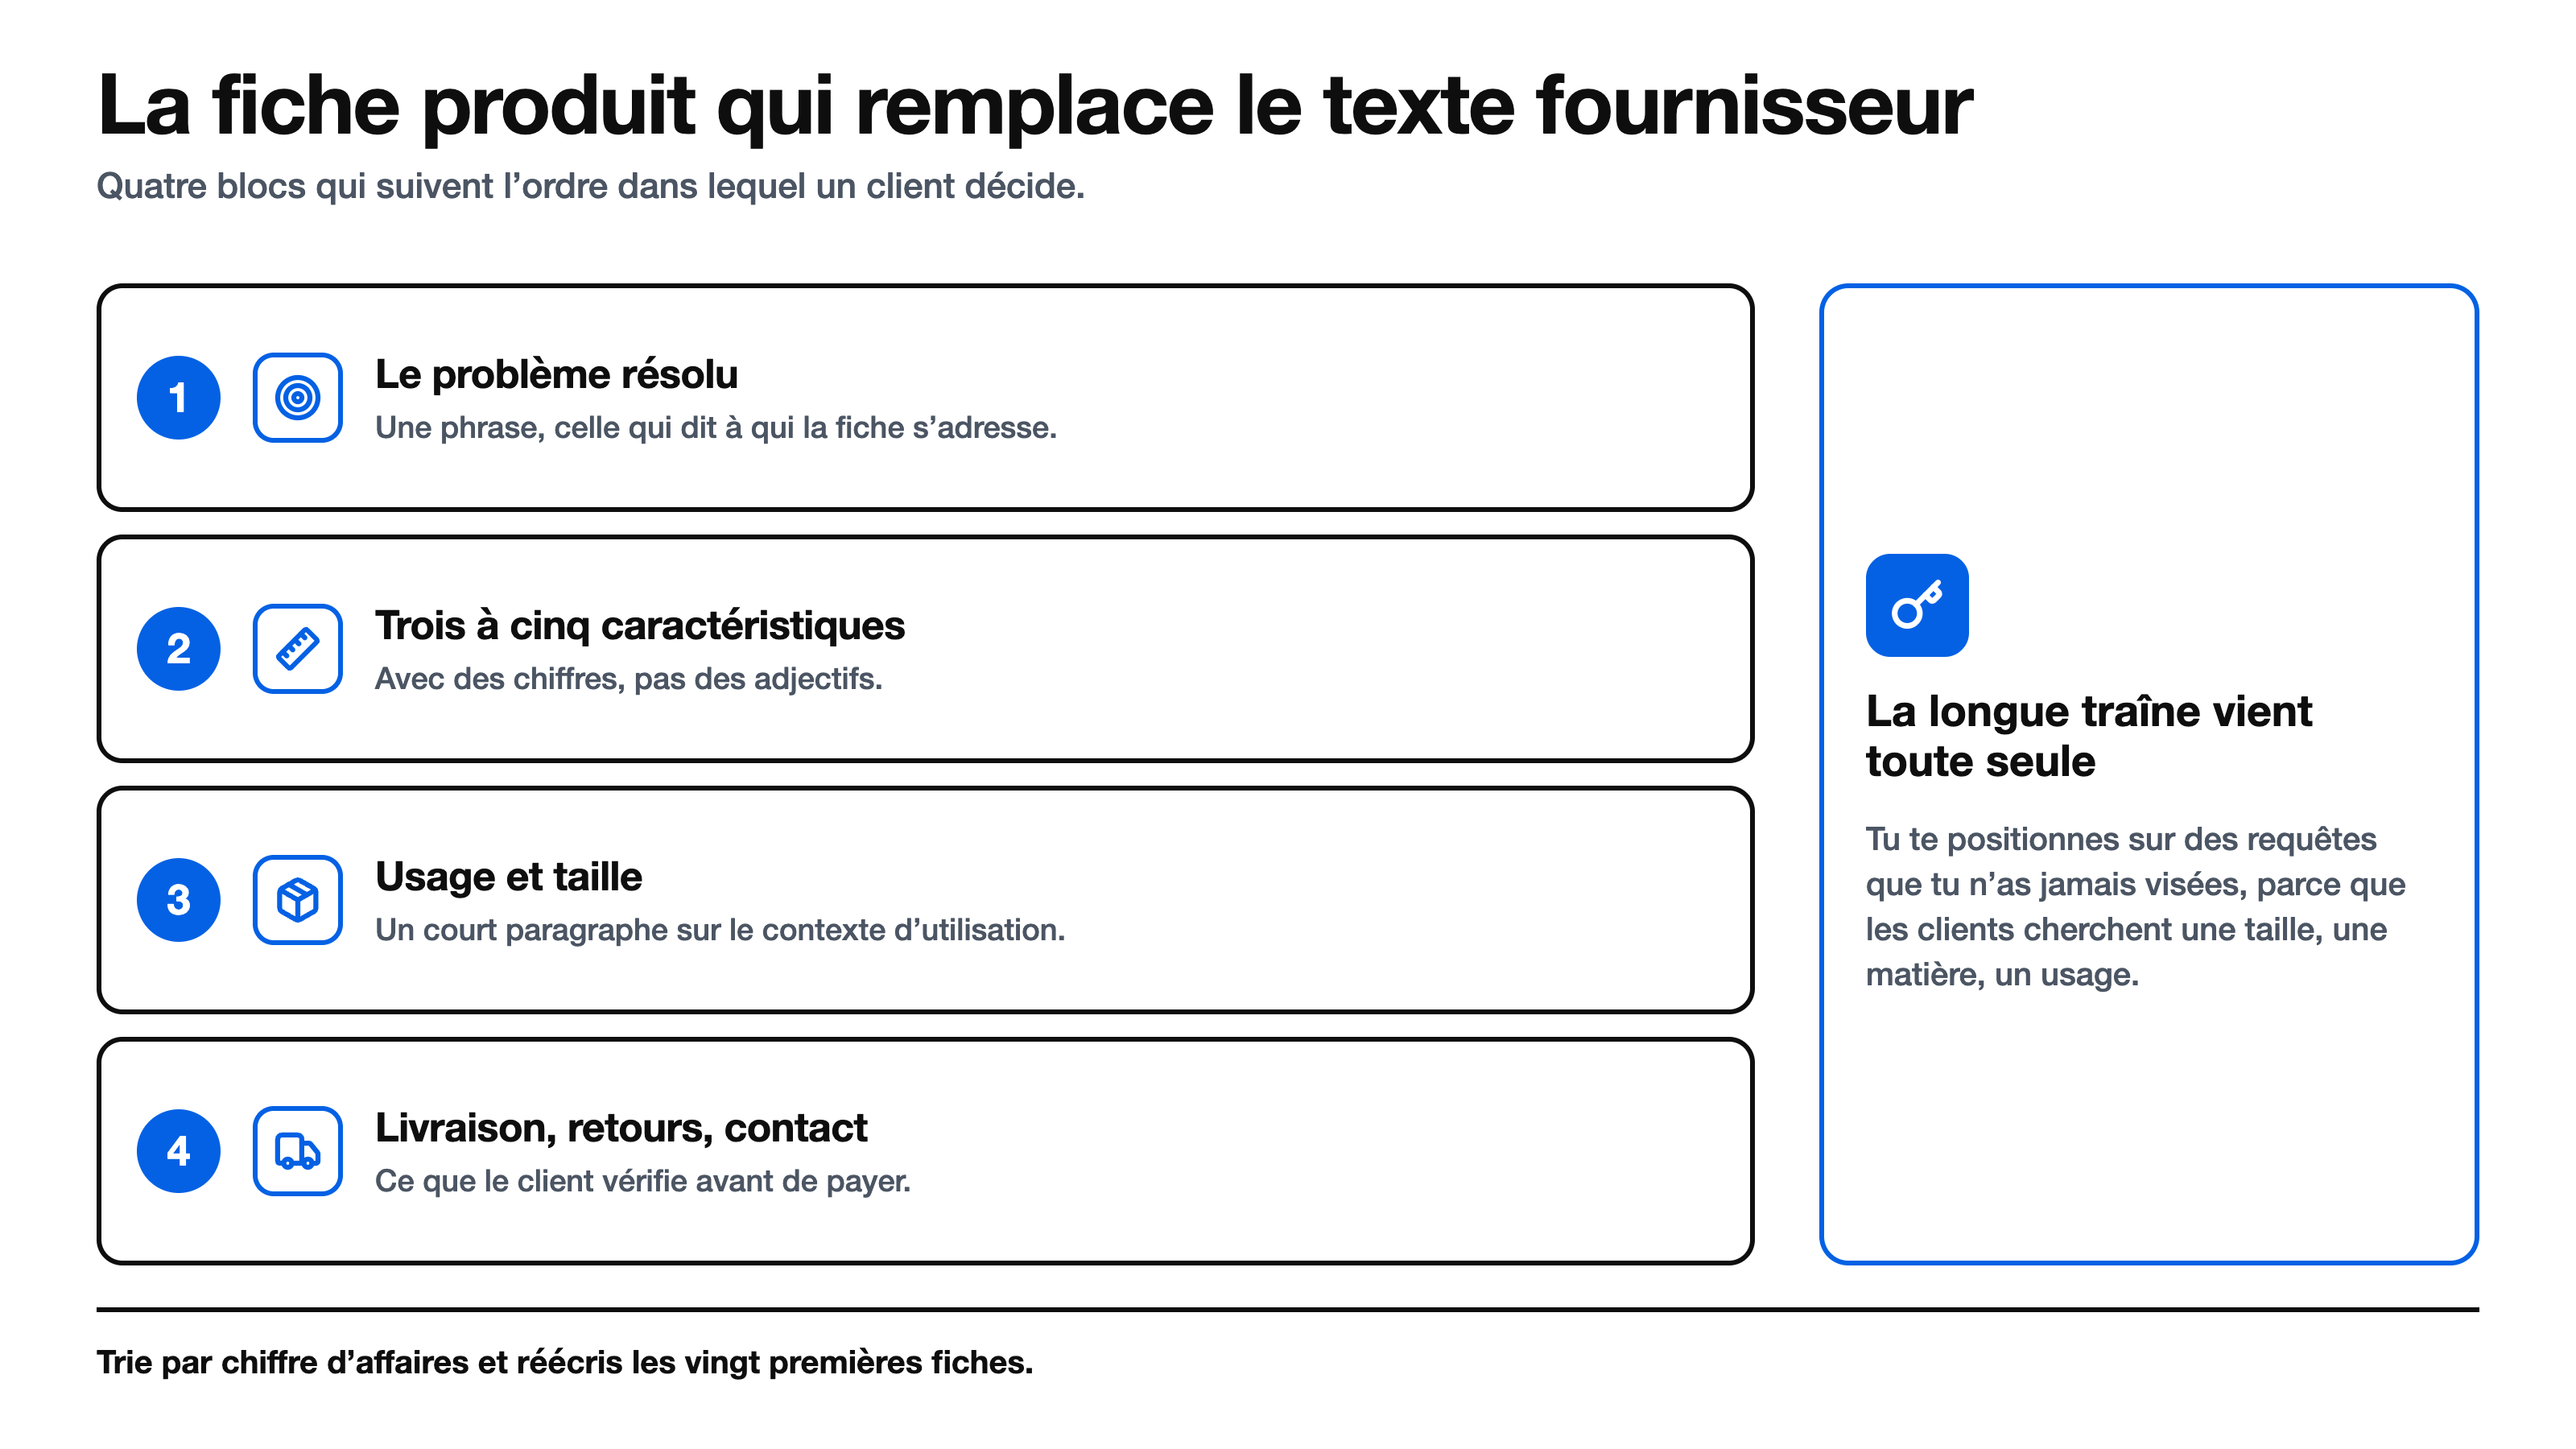 La fiche produit qui remplace le texte fournisseur
Quatre blocs qui suivent l’ordre dans lequel un client décide.
1
Le problème résolu
Une phrase, celle qui dit à qui la fiche s’adresse.
2
Trois à cinq caractéristiques
Avec des chiffres, pas des adjectifs.
3
Usage et taille
Un court paragraphe sur le contexte d’utilisation.
4
Livraison, retours, contact
Ce que le client vérifie avant de payer.
La longue traîne vient
toute seule
Tu te positionnes sur des requêtes
que tu n’as jamais visées, parce que
les clients cherchent une taille, une
matière, un usage.
Trie par chiffre d’affaires et réécris les vingt premières fiches.